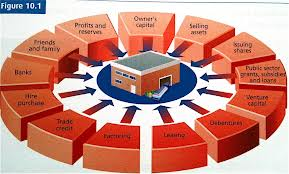 Figure 10.1
Owner's
capital
Selling
assets
Issuing
shares
Public sector
grants, subsidies
and loans
Venture
capital
Debentures
Leasing
Factoring
Trade
credit
Hire
purchase
Banks
Friends
and family
Profits and
reserves